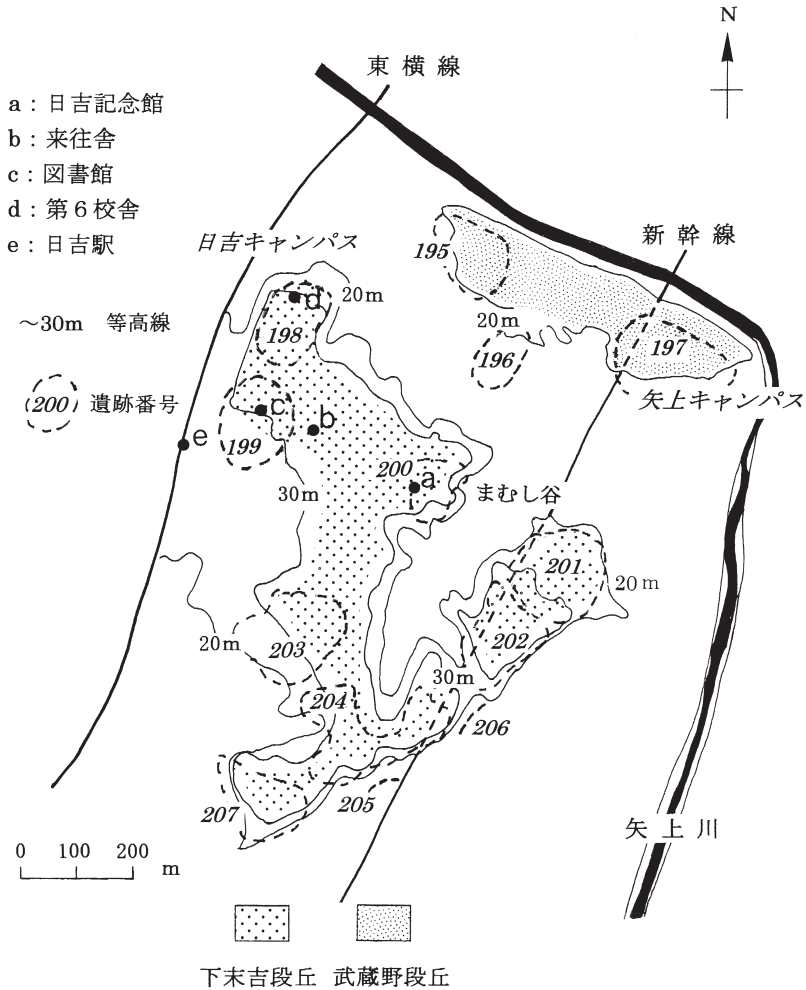 N
東横線
a：日吉記念館
b：来往舎
c：図書館
d：第6校舎
e：日吉駅
日吉キャンパス
新幹線
195
20m
d
～30m 等高線
198
20m
196
197
矢上キャンパス
200 遺跡番号
c
b
e
199
200
a
30m
まむし谷
201
20m
202
20m
203
30m
204
206
205
207
矢上川
0 100 200 m
下末吉段丘 武蔵野段丘